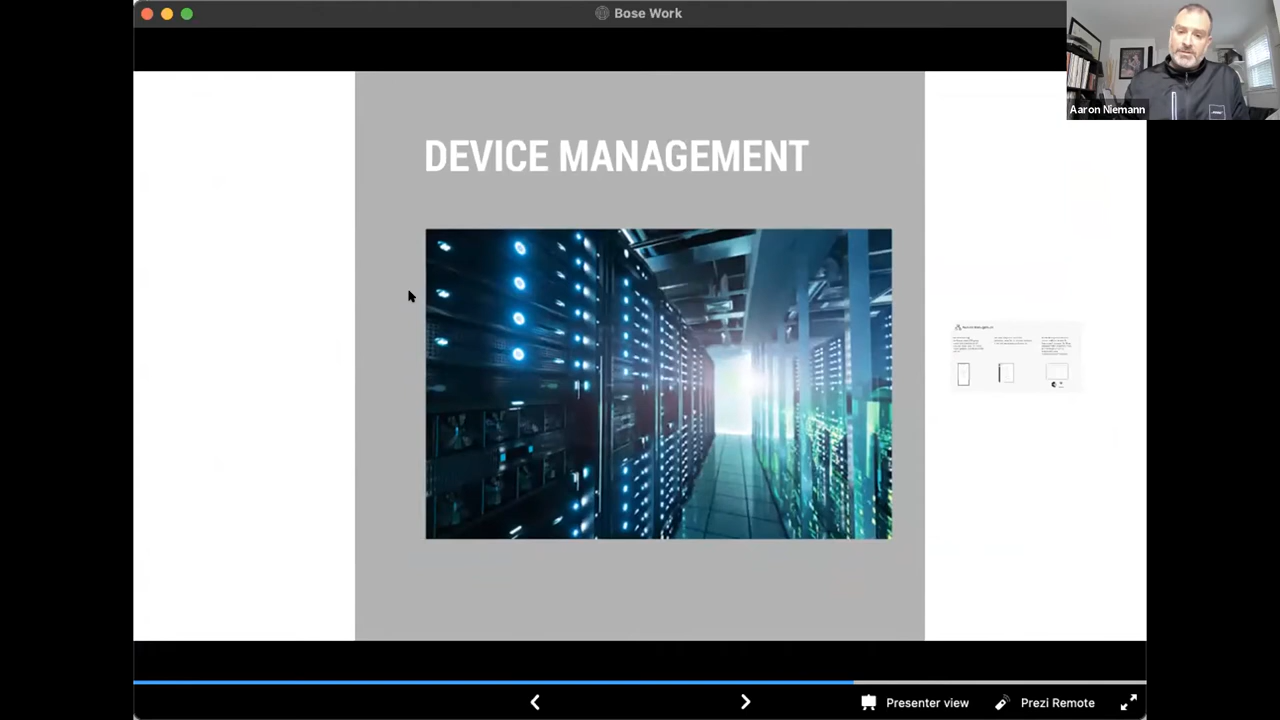 Bose Work
Aaron Niemann
DEVICE MANAGEMENT
Presenter view
Prezi Remote